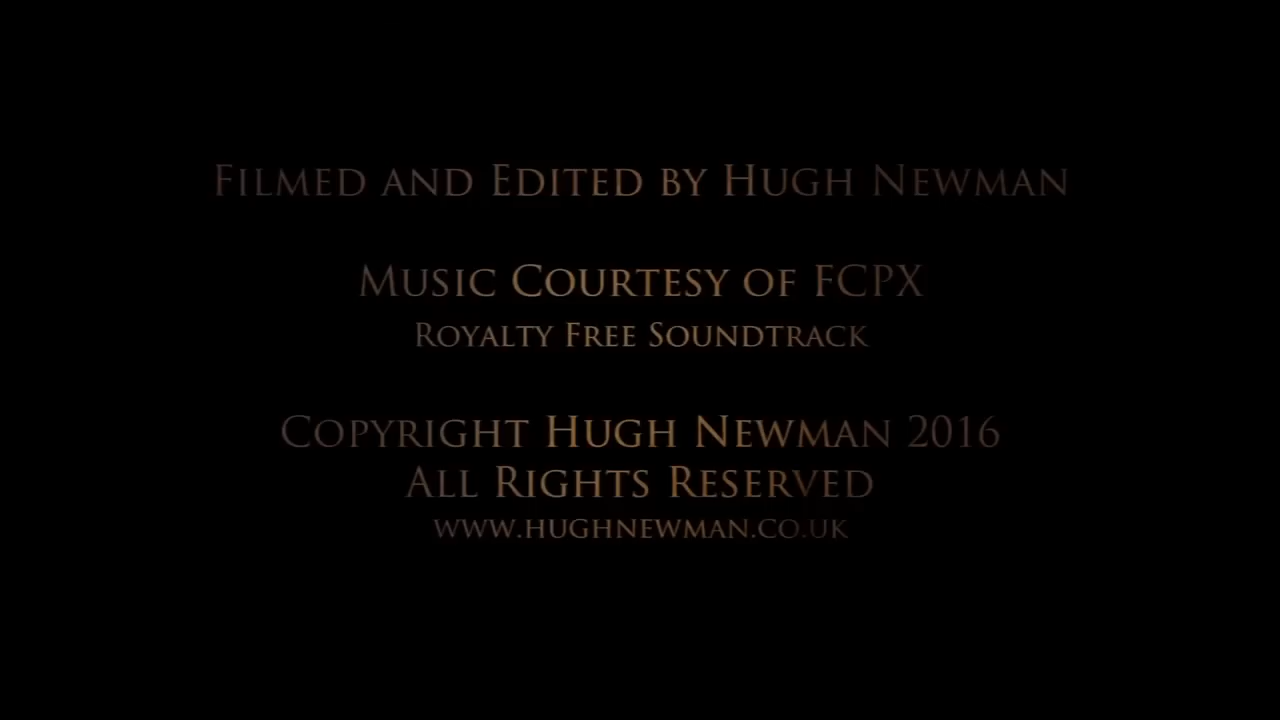 Filmed and Edited by Hugh Newman
Music Courtesy of FCPX
Royalty Free Soundtrack
Copyright Hugh Newman 2016
All Rights Reserved
www.hughnewman.co.uk